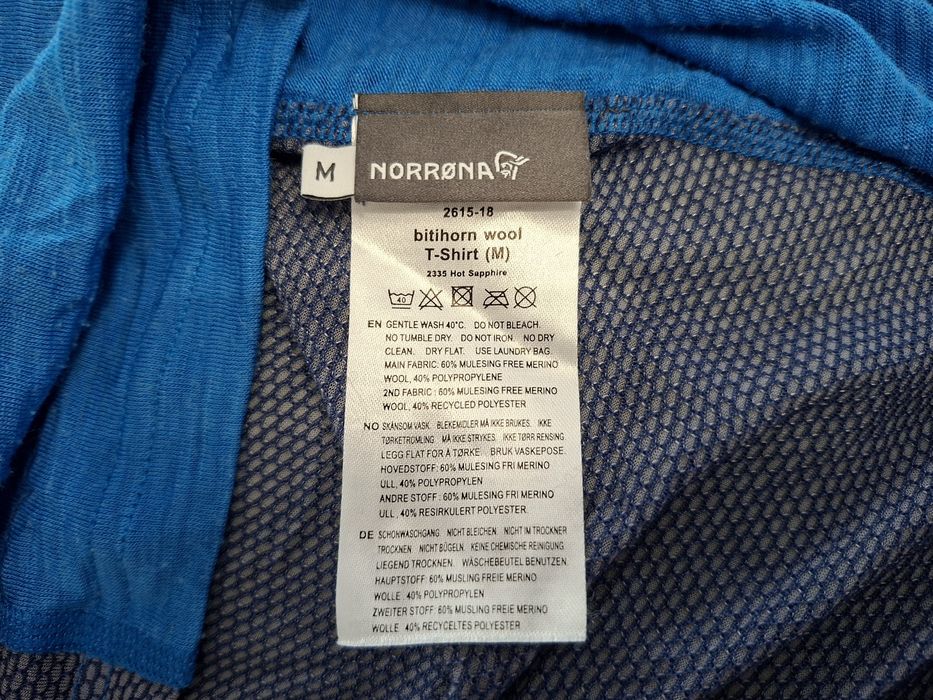 M
NORRØNA
2615-18
bitihorn wool
T-Shirt (M)
2335 Hot Sapphire
40
EN GENTLE WASH 40°C. DO NOT BLEACH.
NO TUMBLE DRY. DO NOT IRON. NO DRY
CLEAN. DRY FLAT. USE LAUNDRY BAG.
MAIN FABRIC: 60% MULESING FREE MERINO
WOOL, 40% POLYPROPYLENE
2ND FABRIC : 60% MULESING FREE MERINO
WOOL, 40% RECYCLED POLYESTER
NO SKÅNSOM VASK. BLEKEMIDLER MÅ IKKE BRUKES. IKKE
TØRKETROMLING. MÅ IKKE STRYKES. IKKE TØRR RENSING.
LEGG FLAT FOR Å TØRKE. BRUK VASKEPOSE.
HOVEDSTOFF: 60% MULESING FRI MERINO
ULL, 40% POLYPROPYLEN
ANDRE STOFF : 60% MULESING FRI MERINO
ULL, 40% RESIRKULERT POLYESTER.
DE SCHONWASCHGANG. NICHT BLEICHEN. NICHT IM TROCKNER
TROCKNEN. NICHT BÜGELN. KEINE CHEMISCHE REINIGUNG.
LIEGEND TROCKNEN. WÄSCHEBEUTEL BENUTZEN.
HAUPTSTOFF: 60% MUSLING FREIE MERINO
WOLLE, 40% POLYPROPYLEN
ZWEITER STOFF: 60% MUSLING FREIE MERINO
WOLLE 40% RECYCELTES POLYESTER